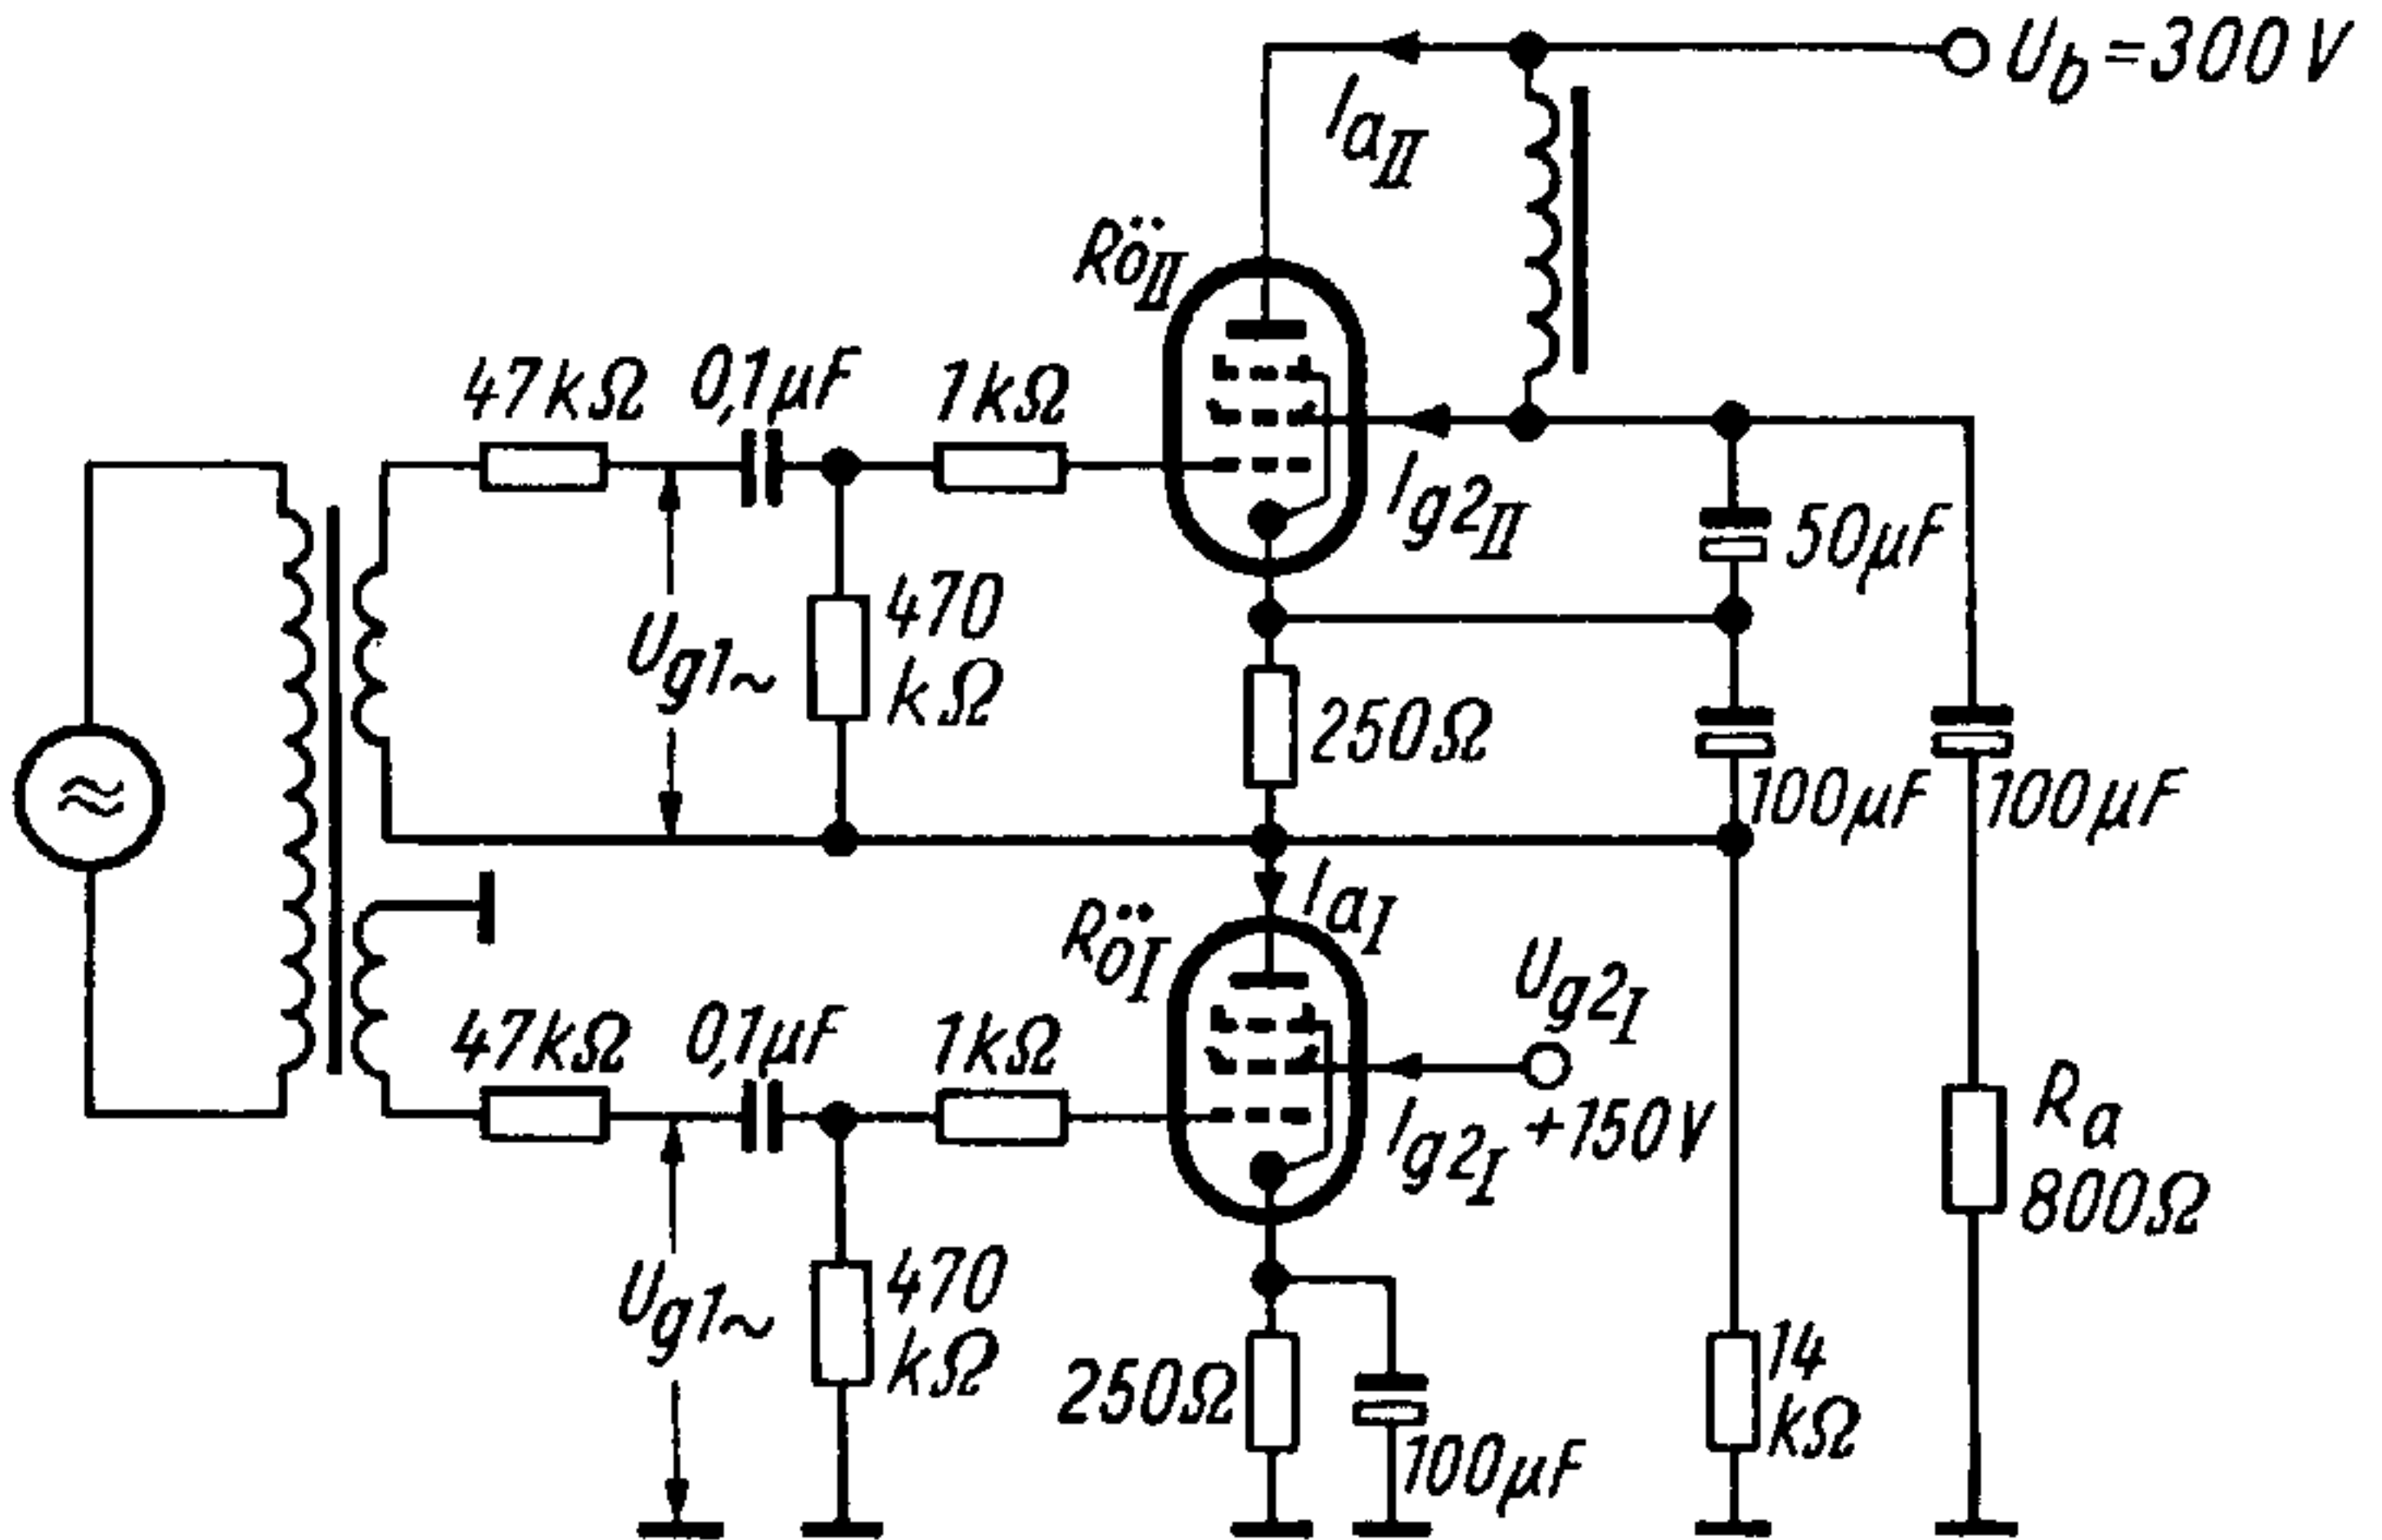 U_b = 300 V
I_aII
RöII
47 kΩ
0,1 µF
1 kΩ
I_g2II
50 µF
U_g1~
470
kΩ
250 Ω
100 µF
100 µF
I_aI
RöI
U_g2I
47 kΩ
0,1 µF
1 kΩ
+150 V
I_g2I
R_a
800 Ω
U_g1~
470
kΩ
250 Ω
100 µF
14
kΩ